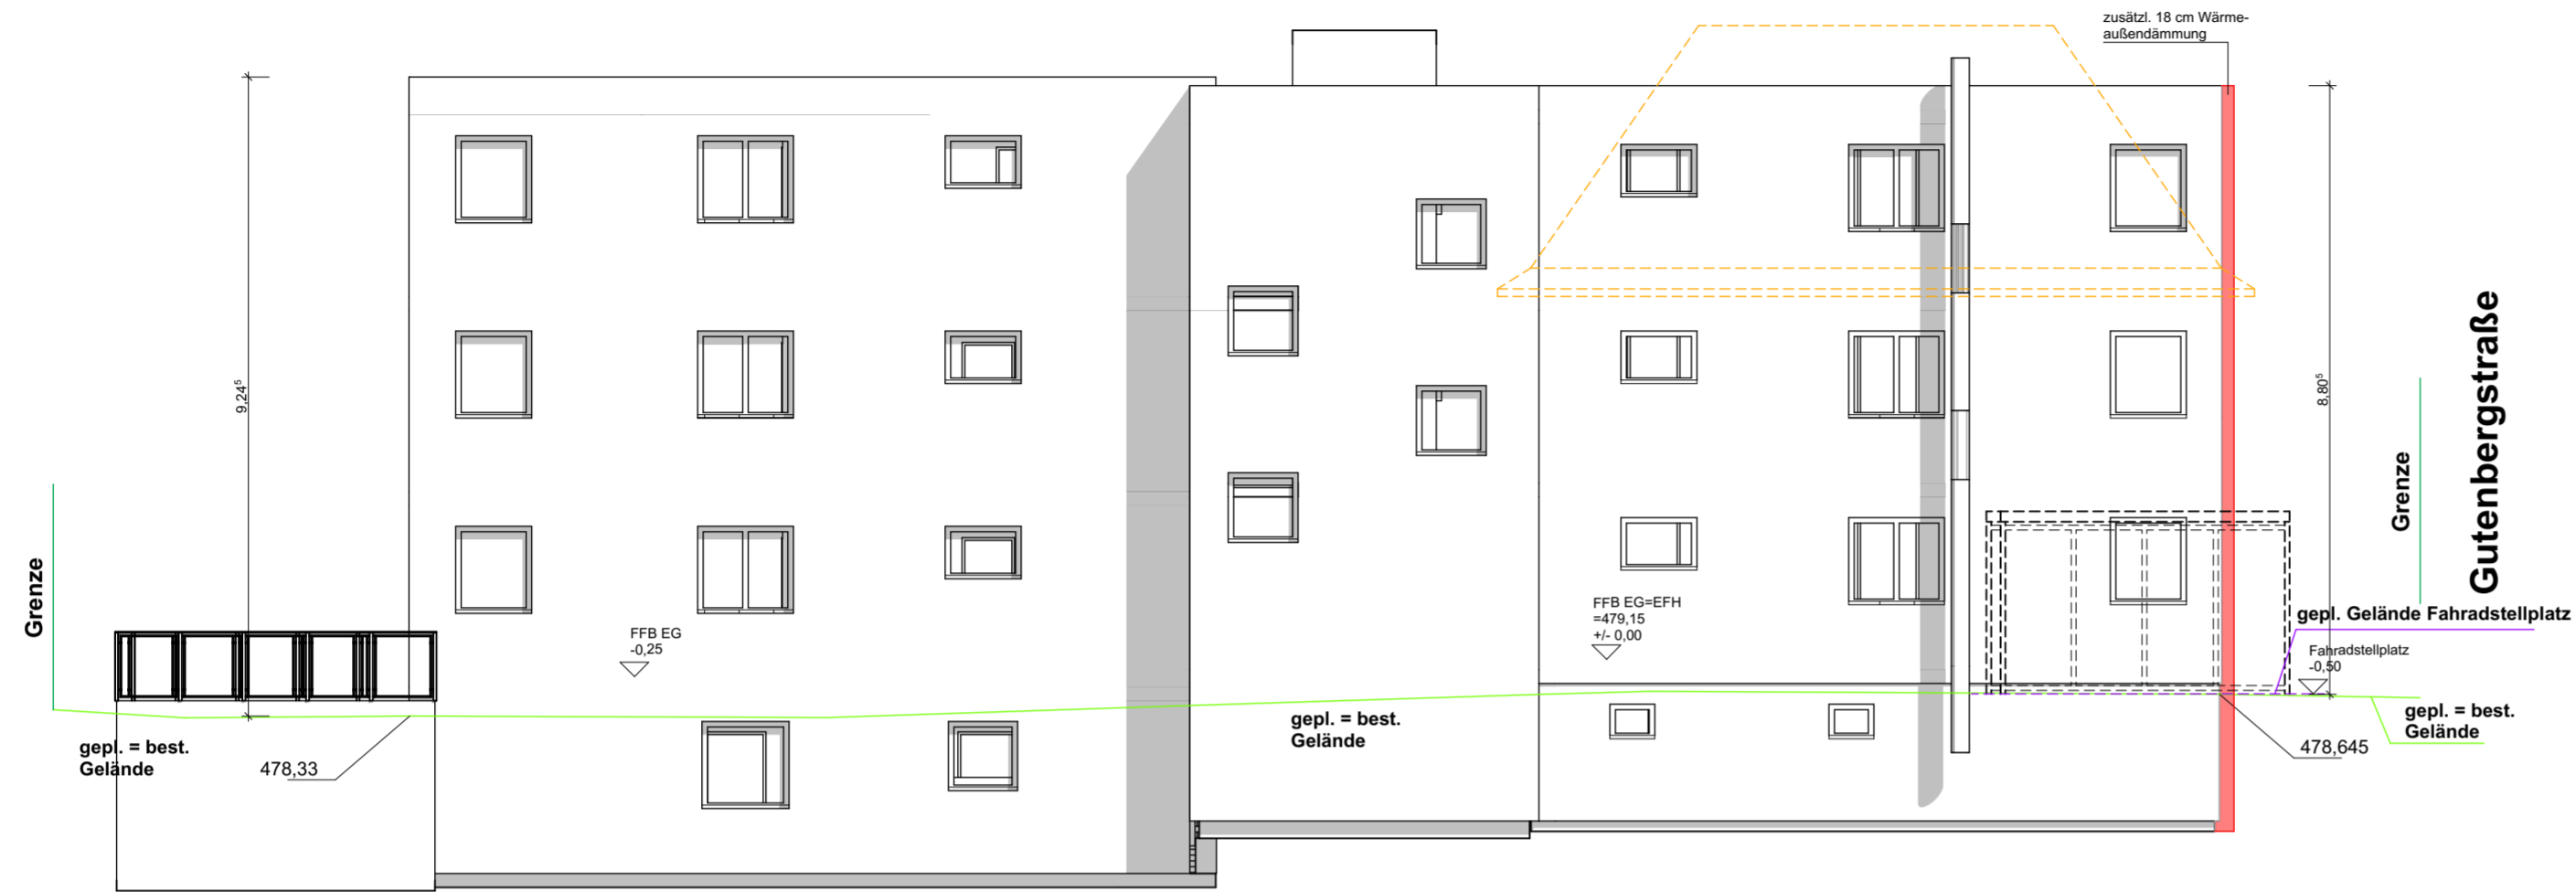 zusätzl. 18 cm Wärme-
außendämmung
9,24⁵
8,80⁵
Gutenbergstraße
Grenze
Grenze
FFB EG
-0,25
FFB EG=EFH
=479,15
+/- 0,00
gepl. Gelände Fahradstellplatz
Fahradstellplatz
-0,50
gepl. = best.
Gelände
478,33
gepl. = best.
Gelände
gepl. = best.
Gelände
478,645